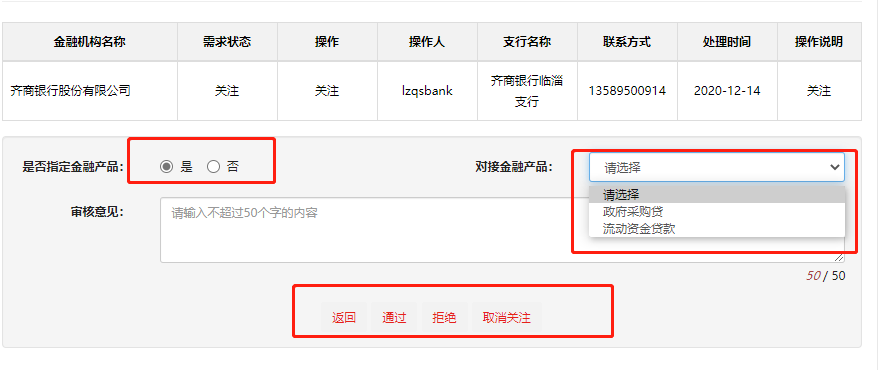 金融机构名称 需求状态 操作 操作人 支行名称 联系方式 处理时间 操作说明
齐商银行股份有限公司 关注 关注 lzqsbank 齐商银行临淄支行 13589500914 2020-12-14 关注
是否指定金融产品: 是 否 对接金融产品: 请选择
请选择
政府采购贷
流动资金贷款
审核意见: 请输入不超过50个字的内容
50 / 50
返回 通过 拒绝 取消关注